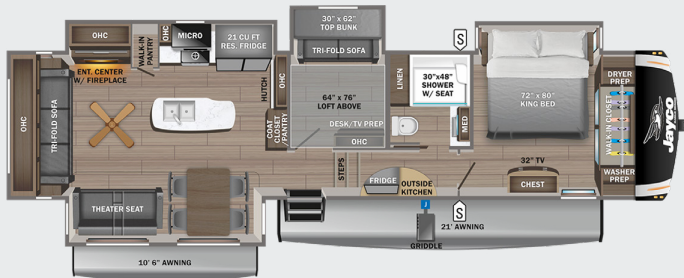 OHC
TRI-FOLD SOFA
OHC
ENT. CENTER
W/ FIREPLACE
WALK-IN
PANTRY
OHC
MICRO
21 CU FT
RES. FRIDGE
HUTCH
COAT
CLOSET
/PANTRY
OHC
30" x 62"
TOP BUNK
TRI-FOLD SOFA
64" x 76"
LOFT ABOVE
DESK/TV PREP
OHC
LINEN
30"x48"
SHOWER
W/ SEAT
MED
S
72" x 80"
KING BED
DRYER
PREP
WALK-IN CLOSET
WASHER
PREP
Jayco
32" TV
CHEST
STEPS
FRIDGE
OUTSIDE
KITCHEN
S
J
GRIDDLE
21' AWNING
THEATER SEAT
10' 6" AWNING